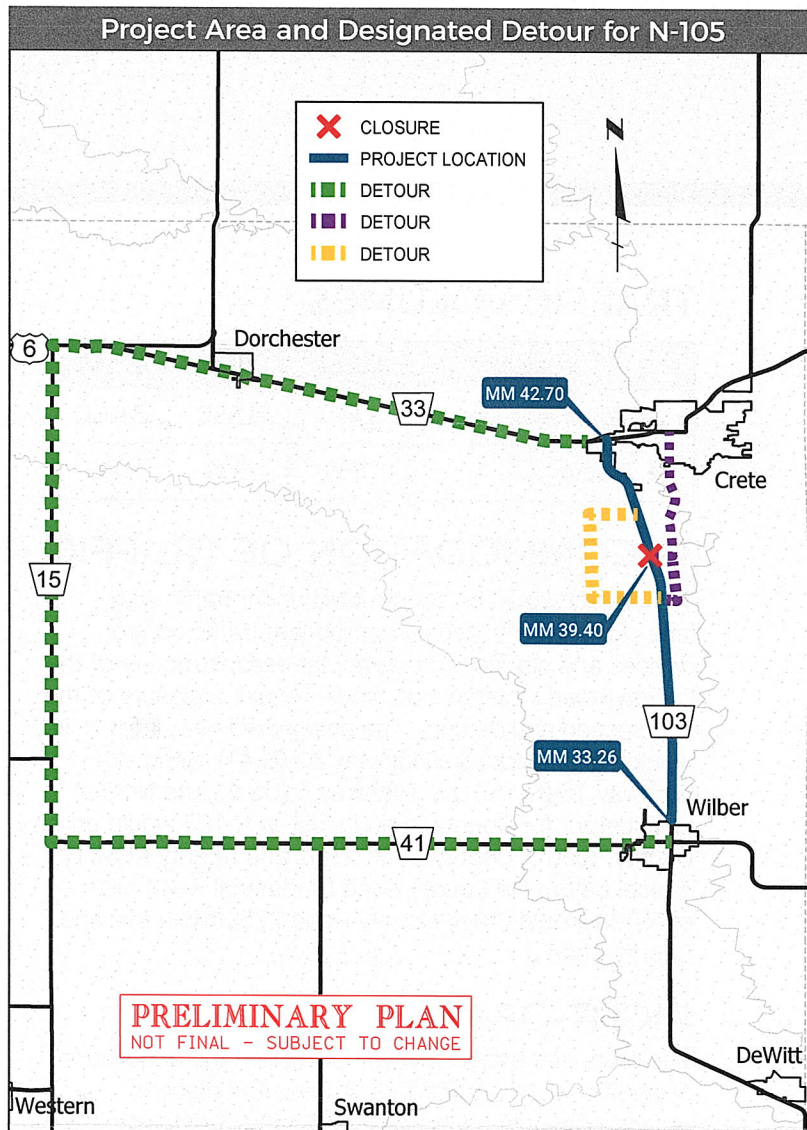 Project Area and Designated Detour for N-105
CLOSURE
PROJECT LOCATION
DETOUR
DETOUR
DETOUR
N
6
Dorchester
33
MM 42.70
Crete
15
MM 39.40
103
MM 33.26
Wilber
41
PRELIMINARY PLAN
NOT FINAL - SUBJECT TO CHANGE
DeWitt
Western
Swanton